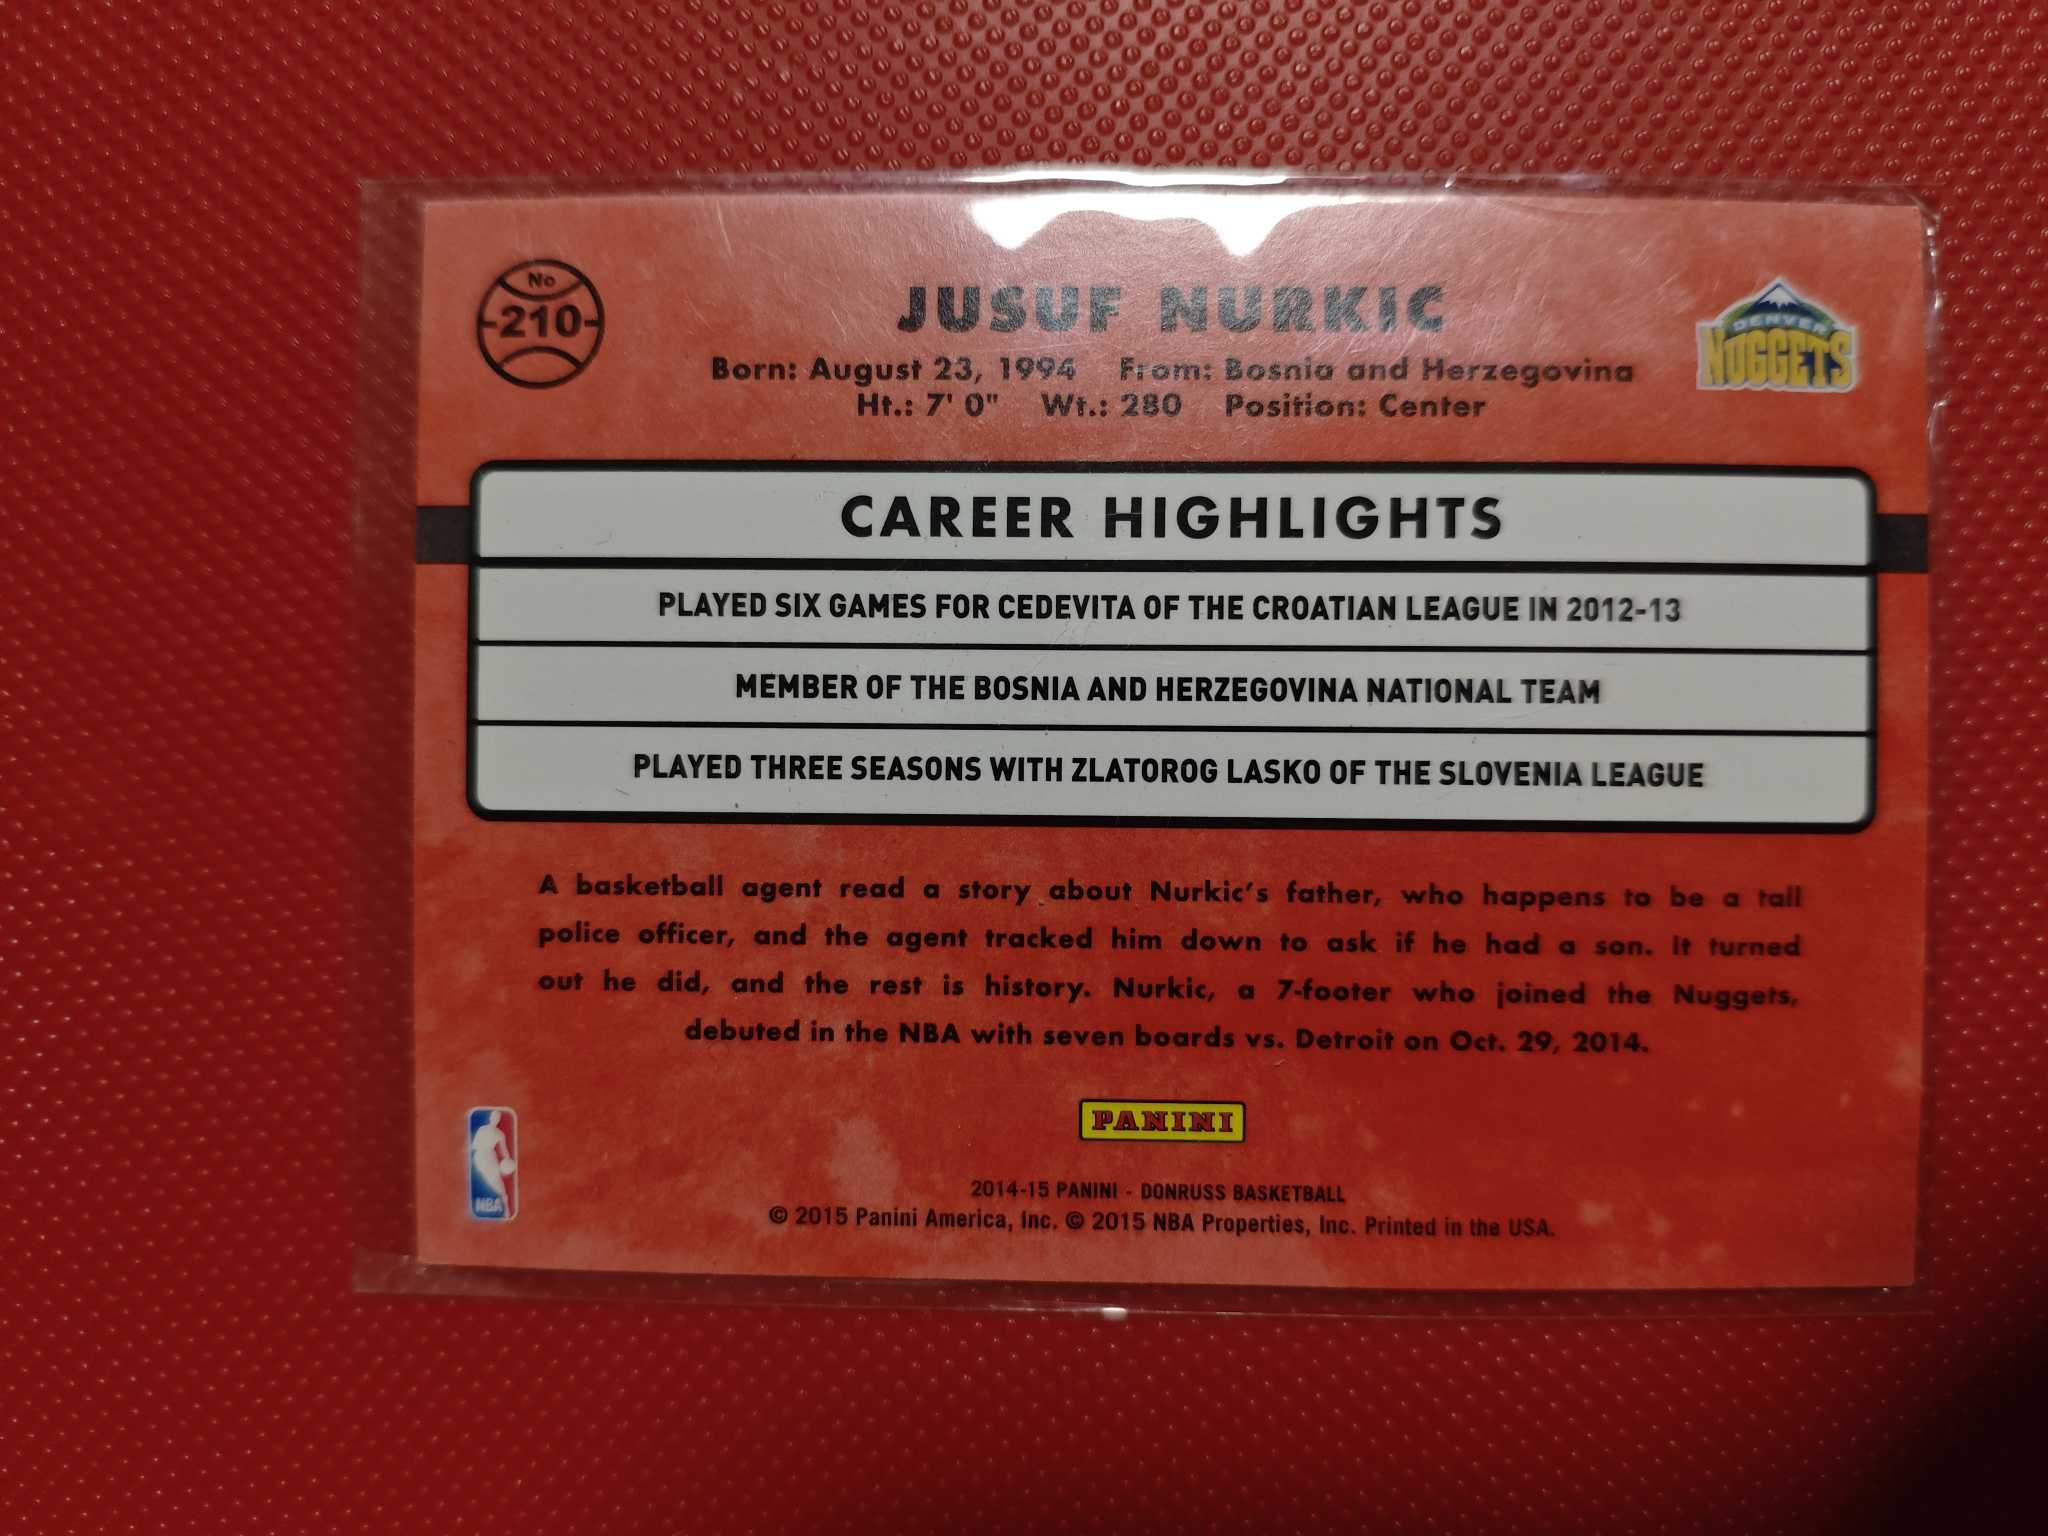 No
210
JUSUF NURKIC
Born: August 23, 1994 From: Bosnia and Herzegovina
Ht.: 7' 0" Wt.: 280 Position: Center
DENVER
NUGGETS
CAREER HIGHLIGHTS
PLAYED SIX GAMES FOR CEDEVITA OF THE CROATIAN LEAGUE IN 2012-13
MEMBER OF THE BOSNIA AND HERZEGOVINA NATIONAL TEAM
PLAYED THREE SEASONS WITH ZLATOROG LASKO OF THE SLOVENIA LEAGUE
A basketball agent read a story about Nurkic's father, who happens to be a tall
police officer, and the agent tracked him down to ask if he had a son. It turned
out he did, and the rest is history. Nurkic, a 7-footer who joined the Nuggets,
debuted in the NBA with seven boards vs. Detroit on Oct. 29, 2014.
NBA
PANINI
2014-15 PANINI - DONRUSS BASKETBALL
© 2015 Panini America, Inc. © 2015 NBA Properties, Inc. Printed in the USA.